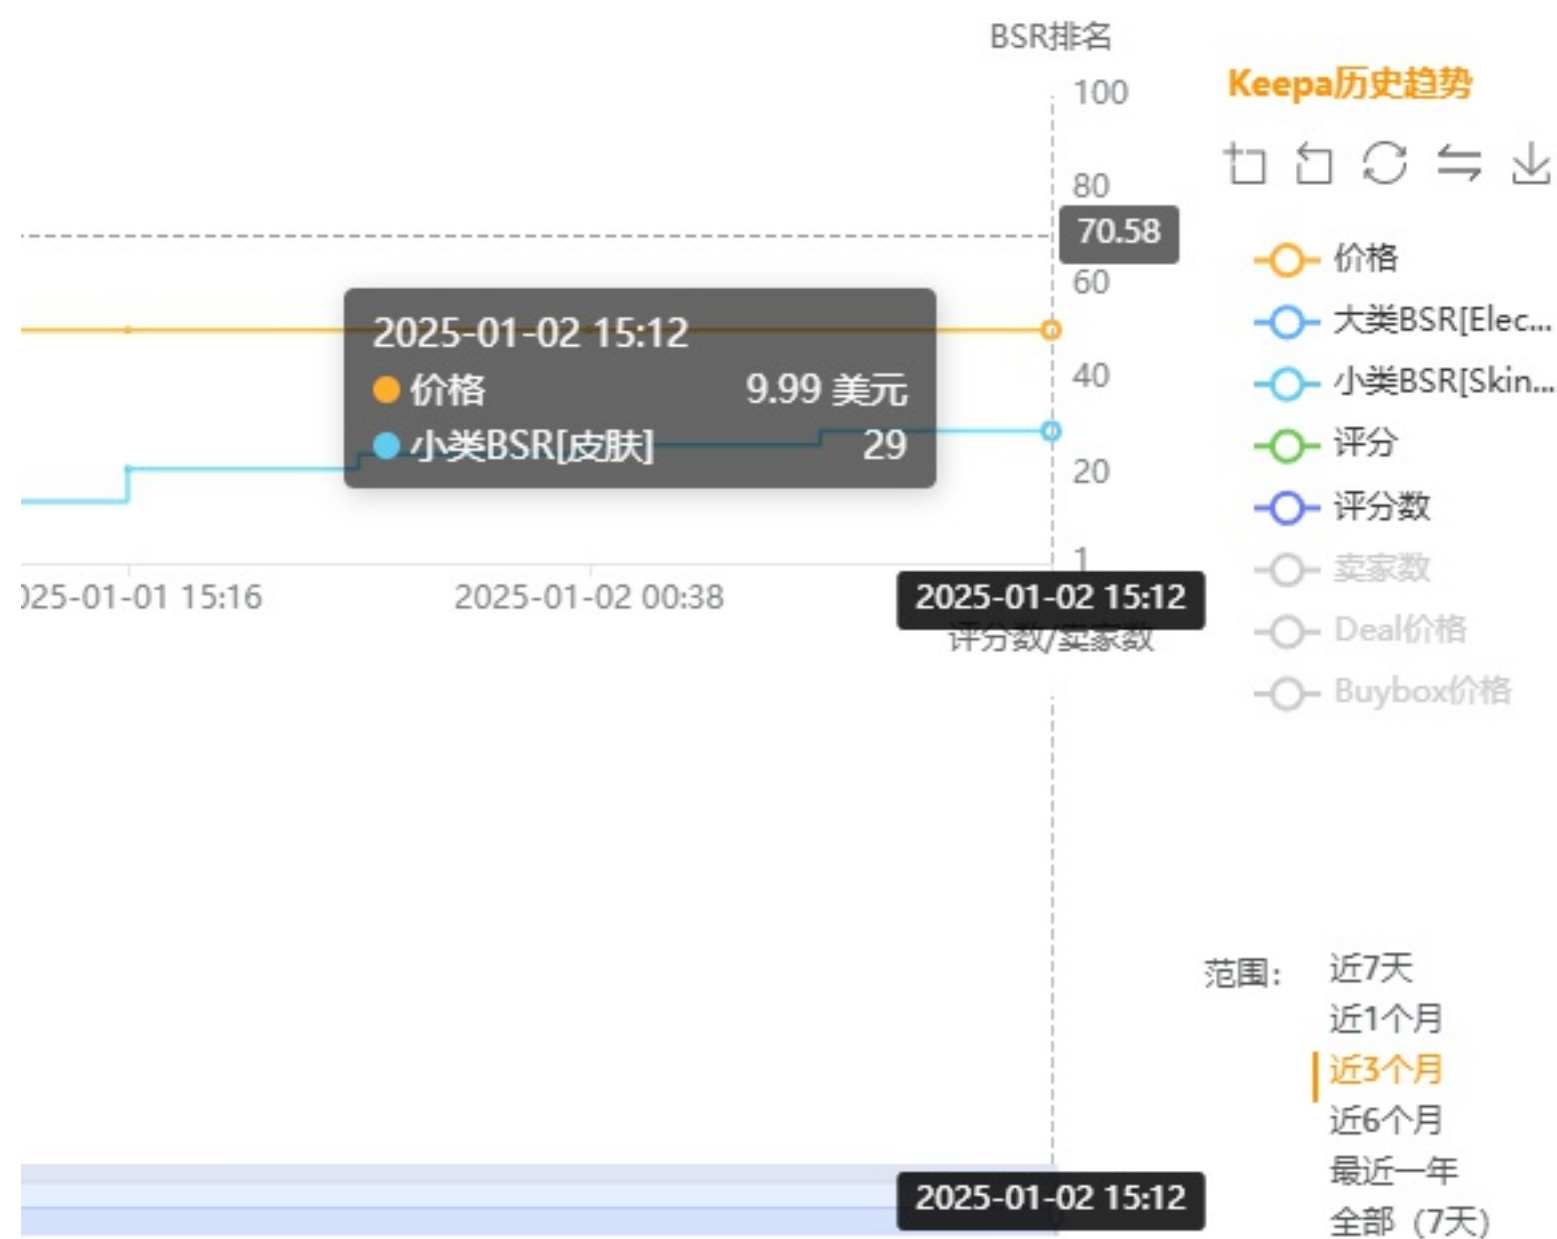 BSR排名
100
80
70.58
60
40
20
1
2025-01-02 15:12
价格 9.99 美元
小类BSR[皮肤] 29
025-01-01 15:16
2025-01-02 00:38
2025-01-02 15:12
评分数/卖家数
2025-01-02 15:12
Keepa历史趋势
价格
大类BSR[Elec...
小类BSR[Skin...
评分
评分数
卖家数
Deal价格
Buybox价格
范围:
近7天
近1个月
近3个月
近6个月
最近一年
全部 (7天)